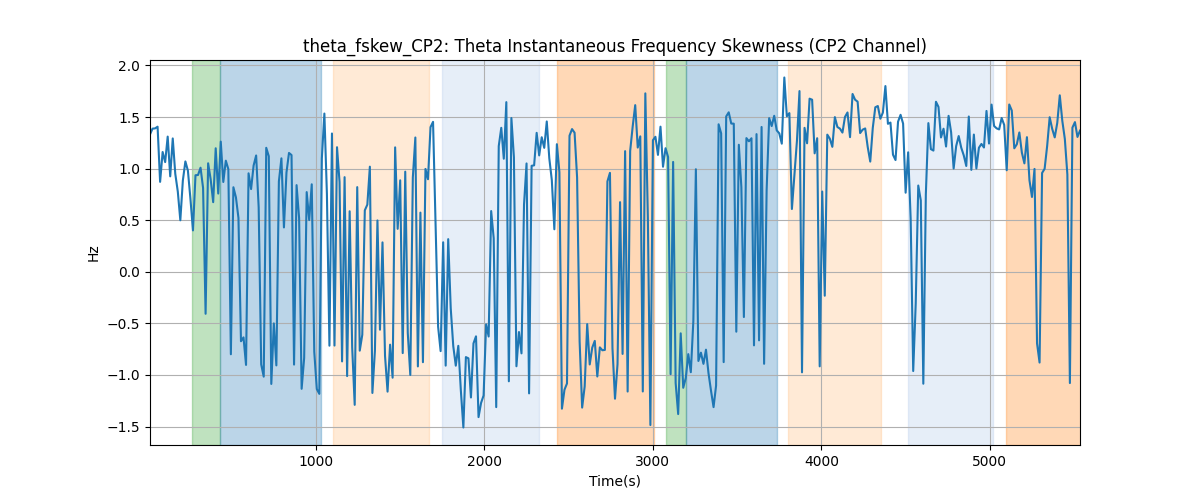 theta_fskew_CP2: Theta Instantaneous Frequency Skewness (CP2 Channel)
2.0
1.5
1.0
0.5
0.0
−0.5
−1.0
−1.5
Hz
1000 2000 3000 4000 5000
Time(s)